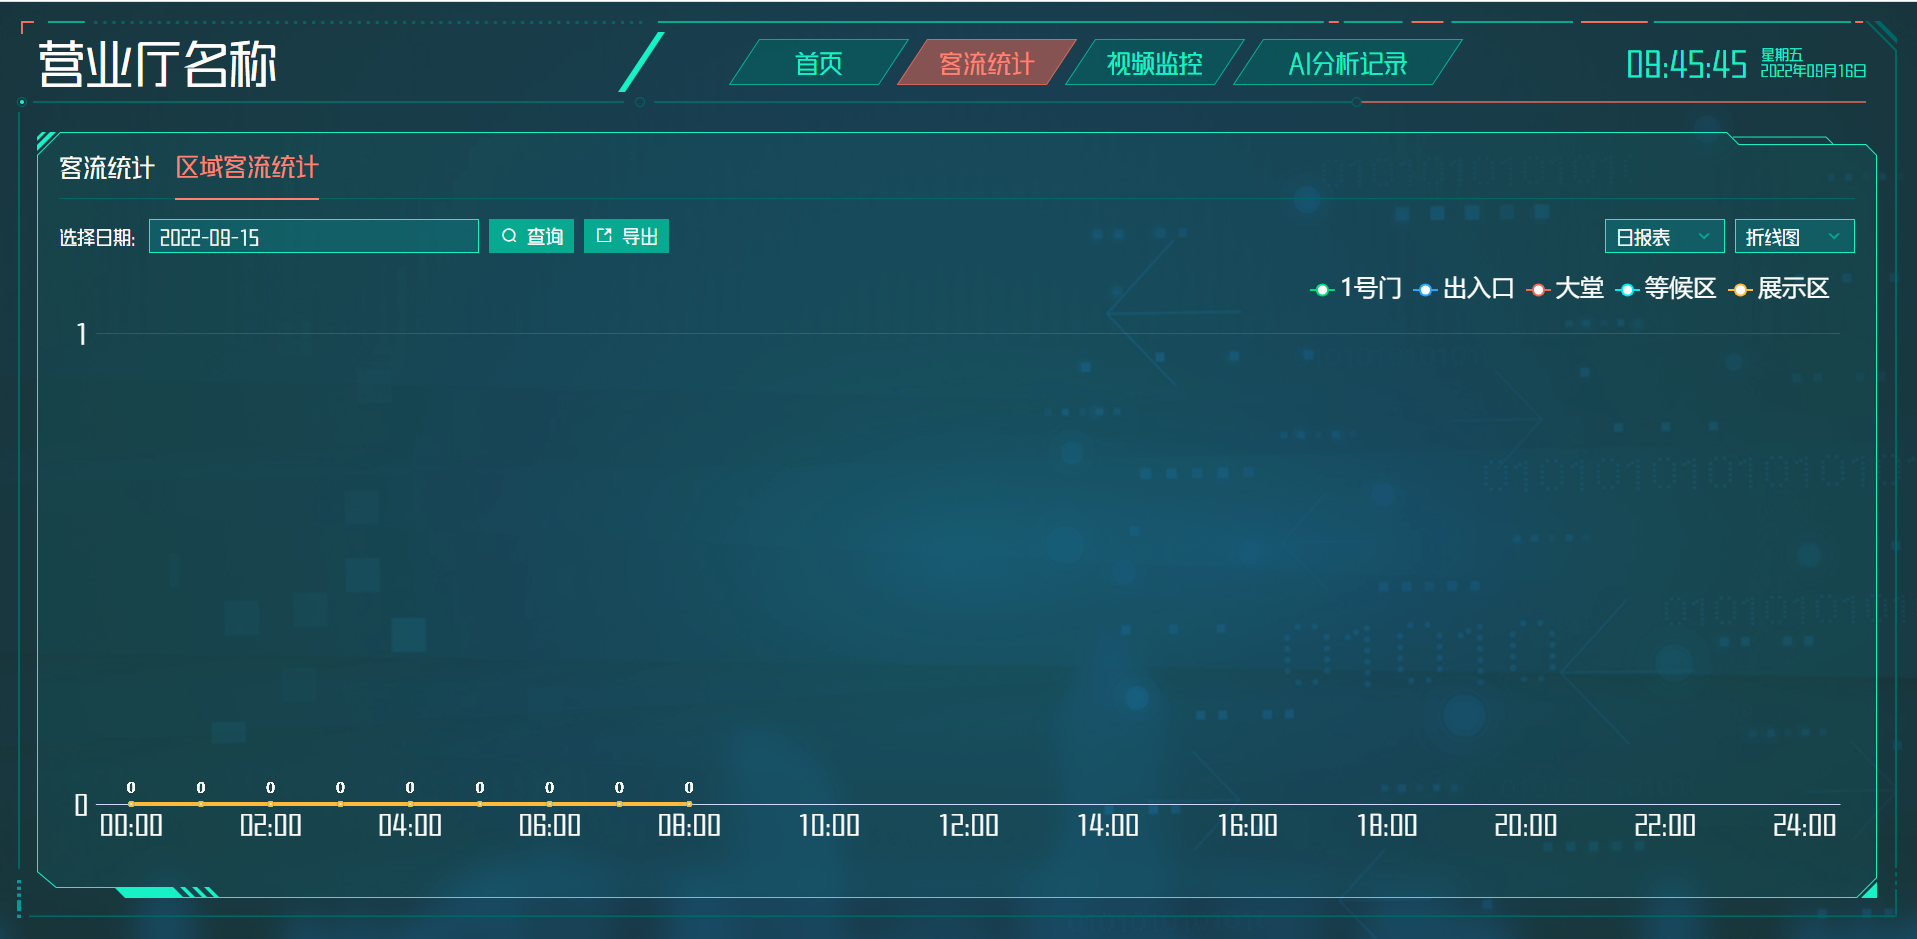 营业厅名称
首页 客流统计 视频监控 AI分析记录
09:45:45
星期五
2022年09月16日
客流统计 区域客流统计
选择日期: 2022-09-15 查询 导出 日报表 折线图
1号门 出入口 大堂 等候区 展示区
1
0 0 0 0 0 0 0 0 0
0
00:00 02:00 04:00 06:00 08:00 10:00 12:00 14:00 16:00 18:00 20:00 22:00 24:00